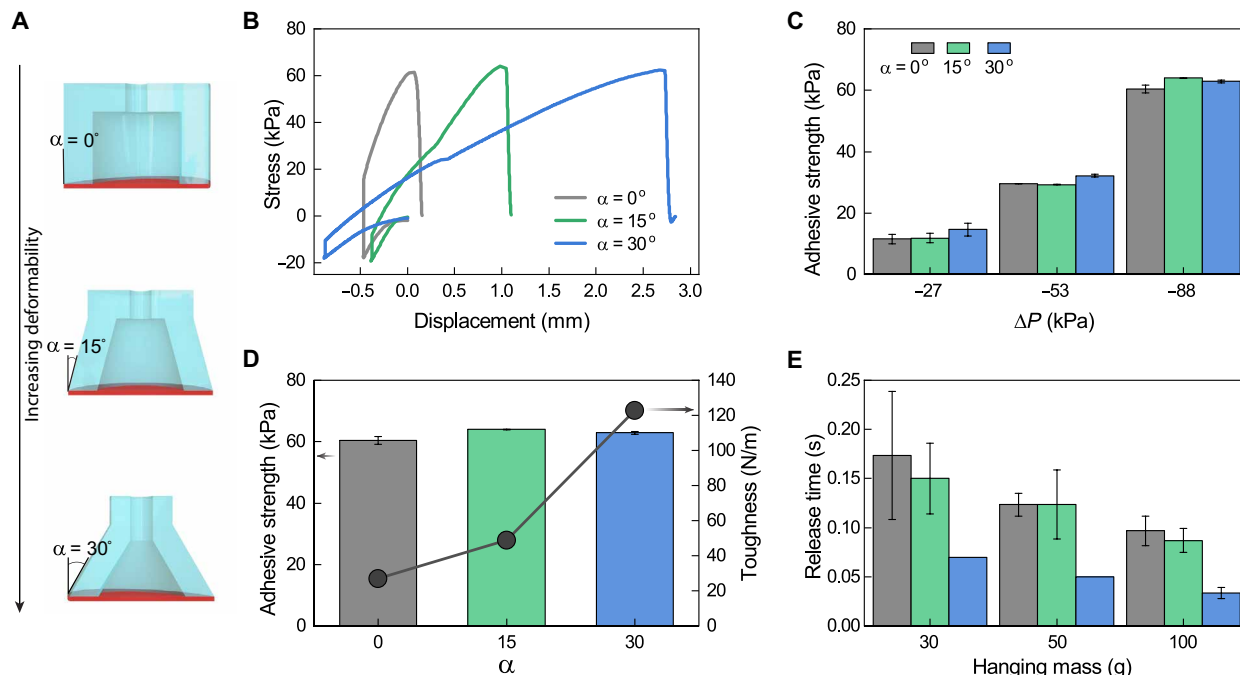 A
Increasing deformability
α = 0°
α = 15°
α = 30°
B
Stress (kPa)
80
60
40
20
0
−20
−0.5 0.0 0.5 1.0 1.5 2.0 2.5 3.0
Displacement (mm)
α = 0°
α = 15°
α = 30°
C
Adhesive strength (kPa)
80
60
40
20
0
α = 0° 15° 30°
−27 −53 −88
ΔP (kPa)
D
Adhesive strength (kPa)
80
60
40
20
0
0 15 30
α
140
120
100
80
60
40
20
0
Toughness (N/m)
E
Release time (s)
0.25
0.20
0.15
0.10
0.05
0.00
30 50 100
Hanging mass (g)